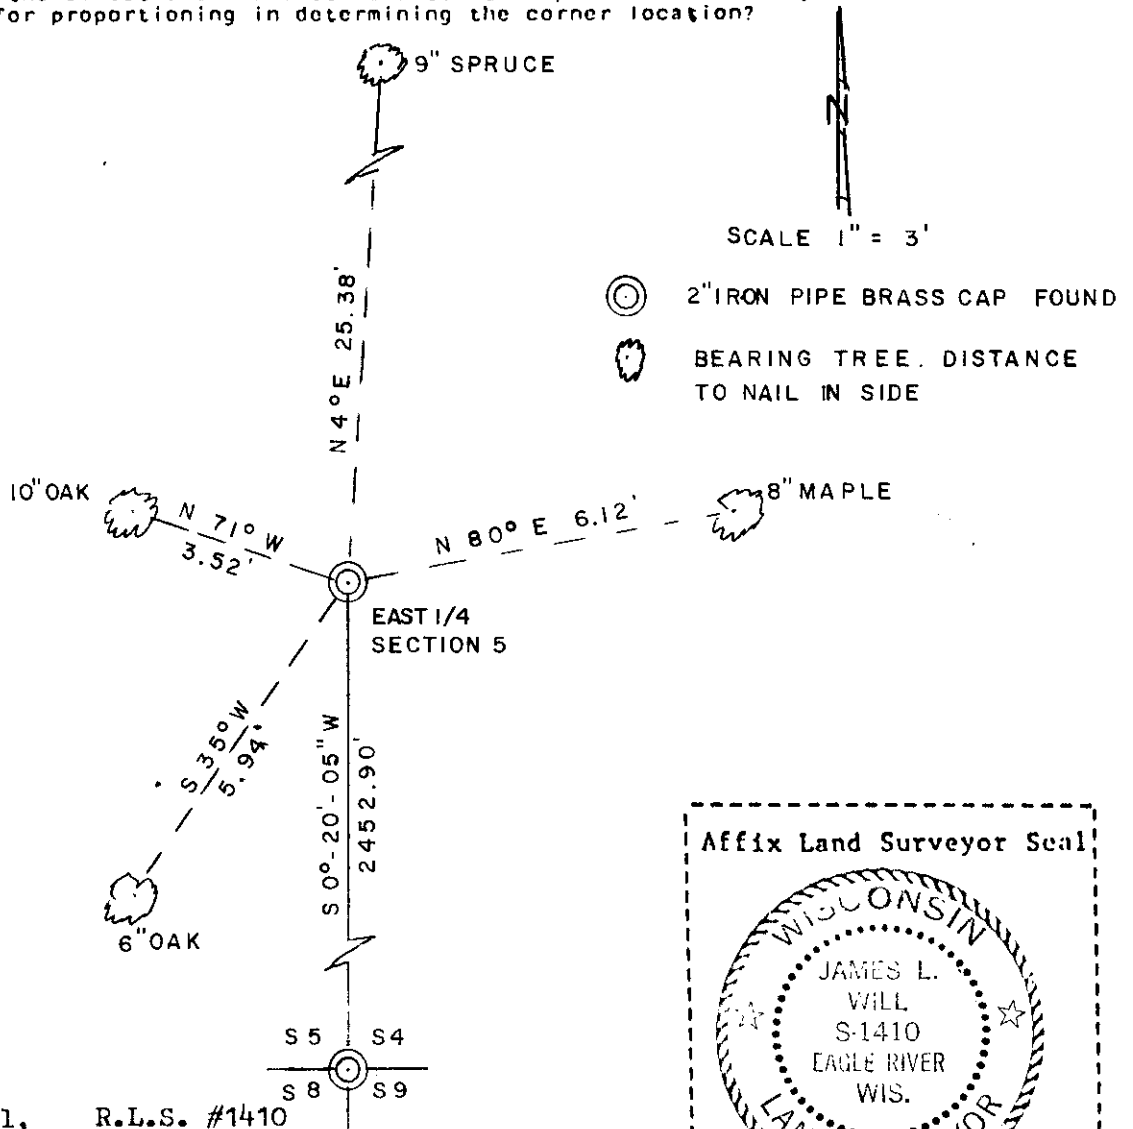 for proportioning in determining the corner location?
9" SPRUCE
N
SCALE 1" = 3'
2" IRON PIPE BRASS CAP FOUND
BEARING TREE. DISTANCE
TO NAIL IN SIDE
N 4° E 25.38'
10" OAK
N 71° W
3.52'
N 80° E 6.12'
8" MAPLE
EAST 1/4
SECTION 5
S 35° W
5.94'
S 0°-20'-05" W
2452.90'
6" OAK
Affix Land Surveyor Seal
WISCONSIN
JAMES L.
WILL
S-1410
EAGLE RIVER
WIS.
S 5 S 4
S 8 S 9
R.L.S. #1410